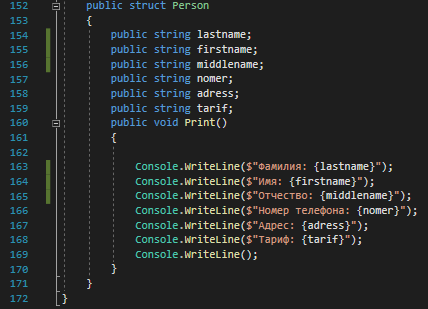 152 public struct Person
153 {
154 public string lastname;
155 public string firstname;
156 public string middlename;
157 public string nomer;
158 public string adress;
159 public string tarif;
160 public void Print()
161 {
162
163 Console.WriteLine($"Фамилия: {lastname}");
164 Console.WriteLine($"Имя: {firstname}");
165 Console.WriteLine($"Отчество: {middlename}");
166 Console.WriteLine($"Номер телефона: {nomer}");
167 Console.WriteLine($"Адрес: {adress}");
168 Console.WriteLine($"Тариф: {tarif}");
169 Console.WriteLine();
170 }
171 }
172 }